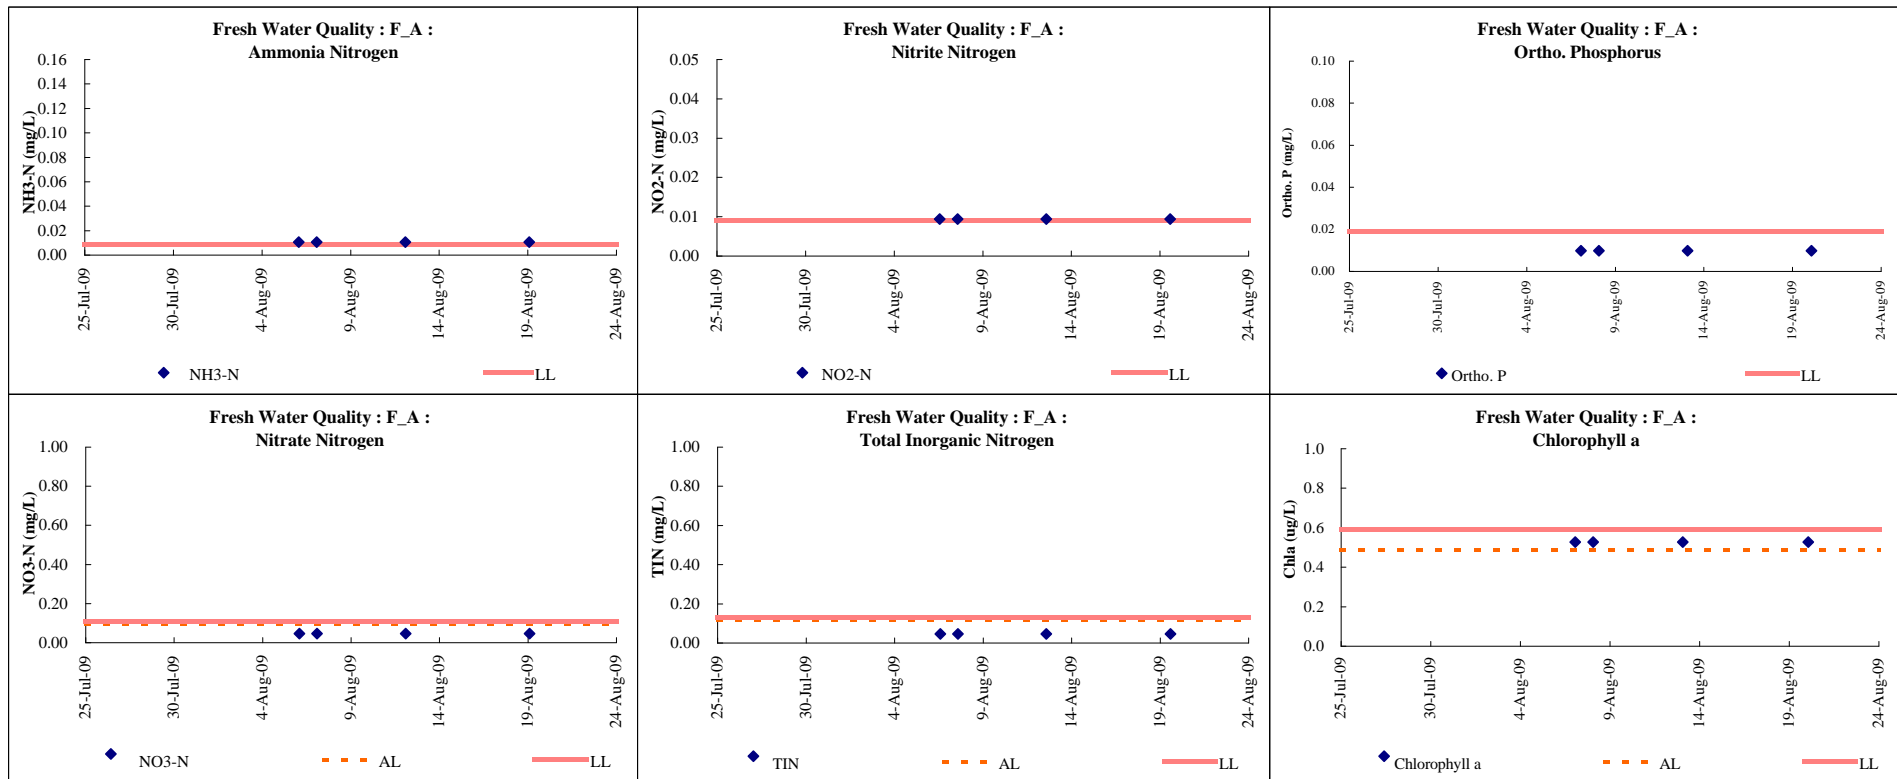 Fresh Water Quality : F_A :
Ammonia Nitrogen
NH3-N (mg/L)
0.16
0.14
0.12
0.10
0.08
0.06
0.04
0.02
0.00
25-Jul-09
30-Jul-09
4-Aug-09
9-Aug-09
14-Aug-09
19-Aug-09
24-Aug-09
NH3-N
LL
Fresh Water Quality : F_A :
Nitrite Nitrogen
NO2-N (mg/L)
0.05
0.04
0.03
0.02
0.01
0.00
25-Jul-09
30-Jul-09
4-Aug-09
9-Aug-09
14-Aug-09
19-Aug-09
24-Aug-09
NO2-N
LL
Fresh Water Quality : F_A :
Ortho. Phosphorus
Ortho. P (mg/L)
0.10
0.08
0.06
0.04
0.02
0.00
25-Jul-09
30-Jul-09
4-Aug-09
9-Aug-09
14-Aug-09
19-Aug-09
24-Aug-09
Ortho. P
LL
Fresh Water Quality : F_A :
Nitrate Nitrogen
NO3-N (mg/L)
1.00
0.80
0.60
0.40
0.20
0.00
25-Jul-09
30-Jul-09
4-Aug-09
9-Aug-09
14-Aug-09
19-Aug-09
24-Aug-09
NO3-N
AL
LL
Fresh Water Quality : F_A :
Total Inorganic Nitrogen
TIN (mg/L)
1.00
0.80
0.60
0.40
0.20
0.00
25-Jul-09
30-Jul-09
4-Aug-09
9-Aug-09
14-Aug-09
19-Aug-09
24-Aug-09
TIN
AL
LL
Fresh Water Quality : F_A :
Chlorophyll a
Chla (ug/L)
1.0
0.8
0.6
0.4
0.2
0.0
25-Jul-09
30-Jul-09
4-Aug-09
9-Aug-09
14-Aug-09
19-Aug-09
24-Aug-09
Chlorophyll a
AL
LL